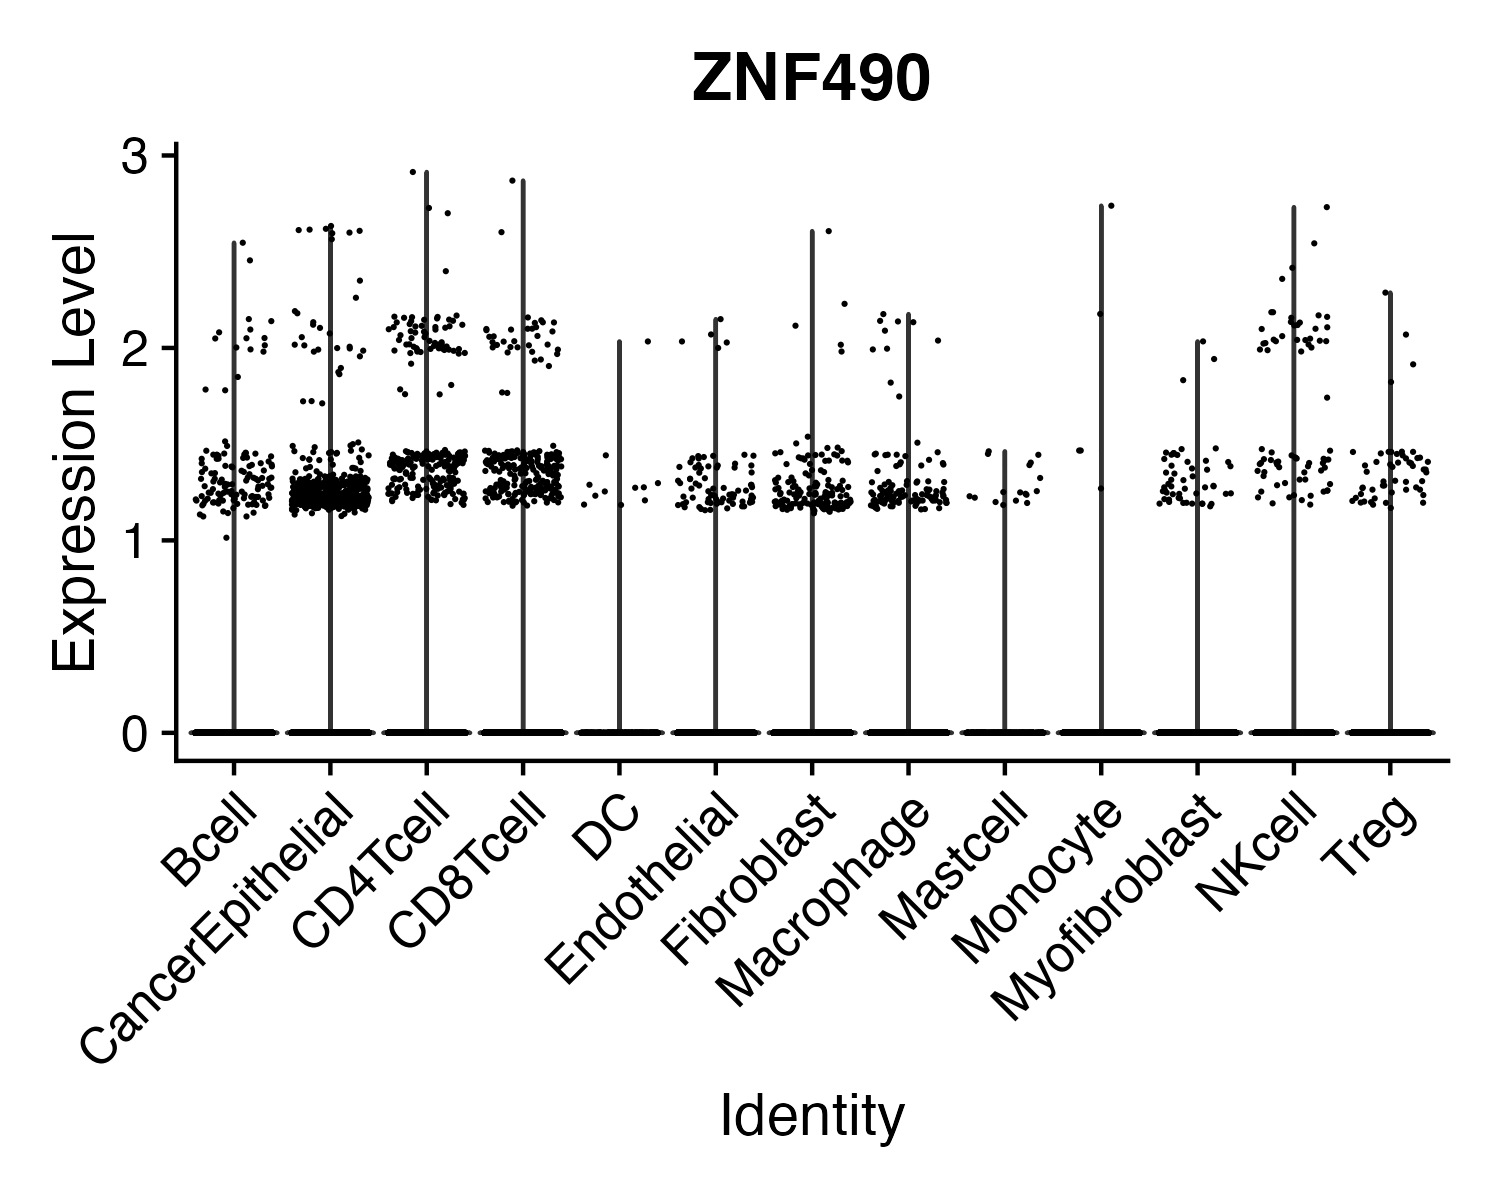 ZNF490
Expression Level
3
2
1
0
Bcell
CancerEpithelial
CD4Tcell
CD8Tcell
DC
Endothelial
Fibroblast
Macrophage
Mastcell
Monocyte
Myofibroblast
NKcell
Treg
Identity